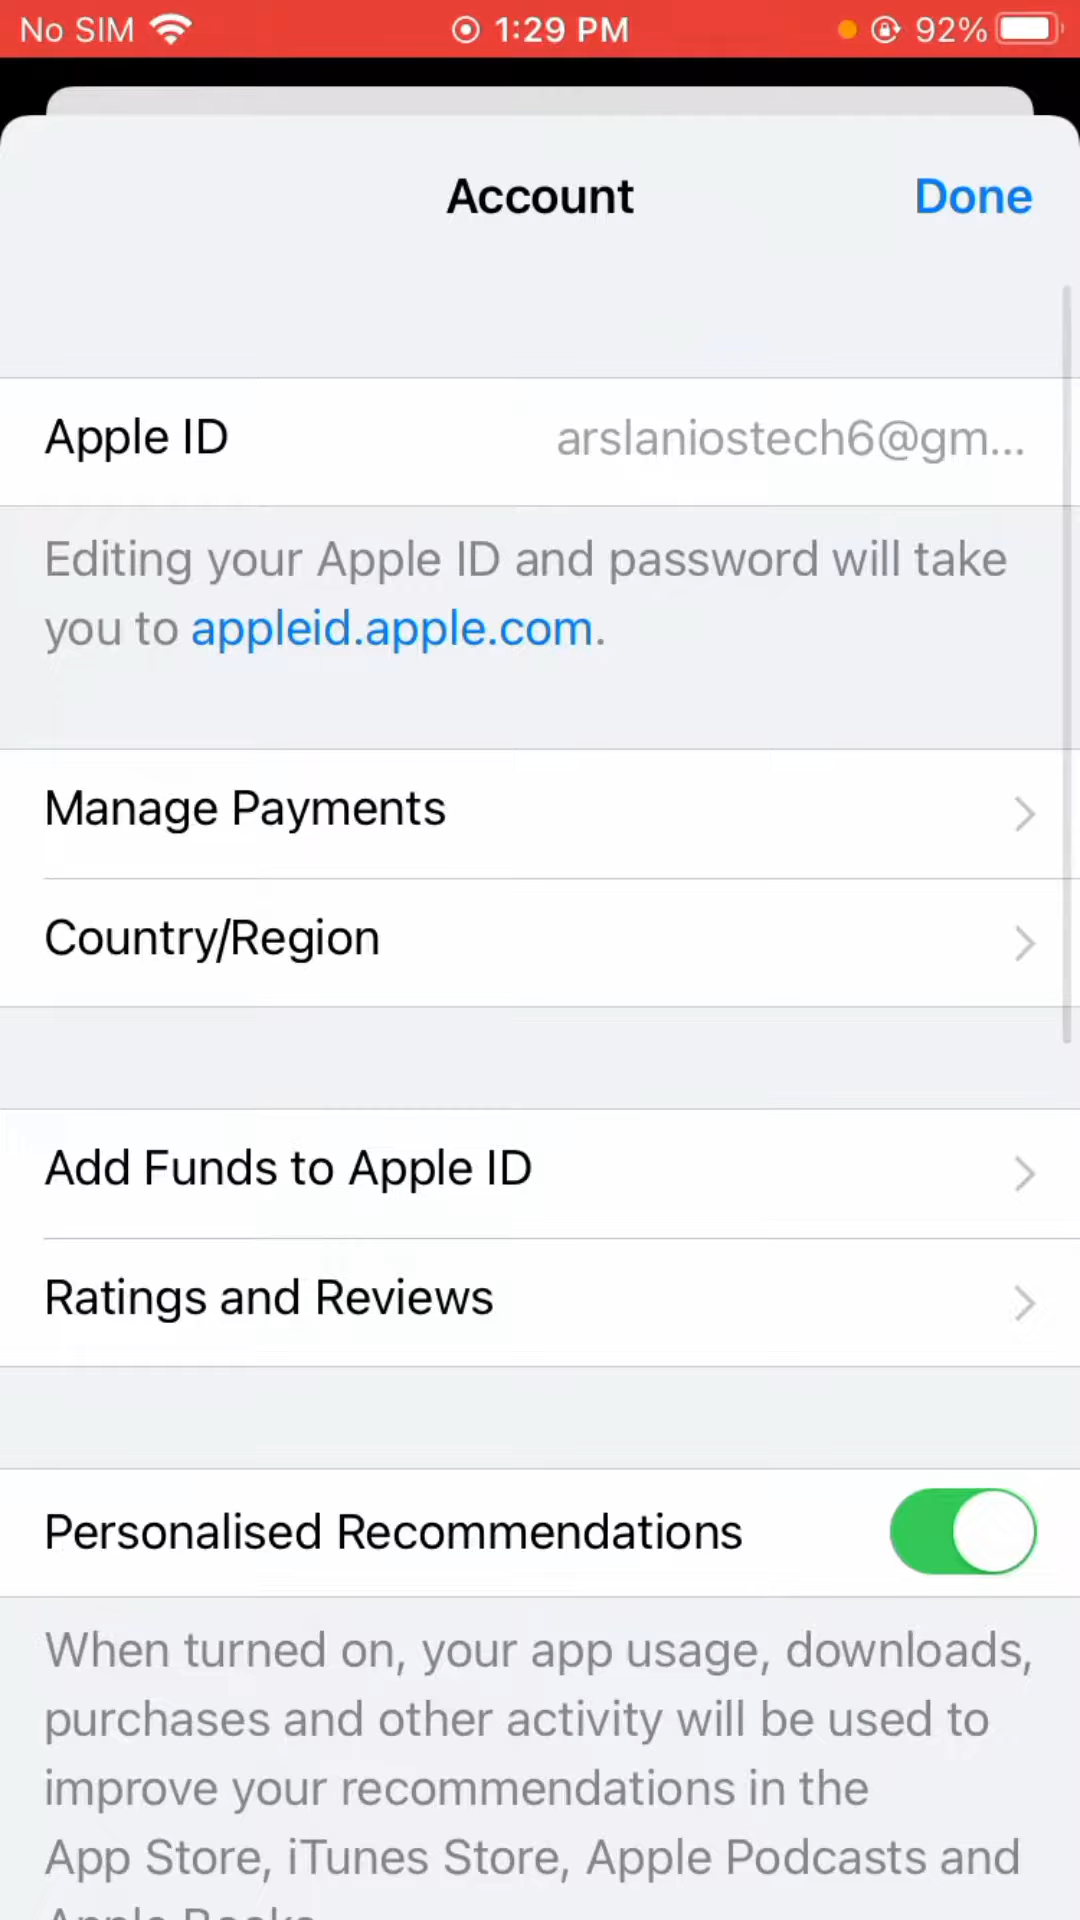 No SIM 1:29 PM 92%
Account Done
Apple ID arslaniostech6@gm...
Editing your Apple ID and password will take
you to appleid.apple.com.
Manage Payments
Country/Region
Add Funds to Apple ID
Ratings and Reviews
Personalised Recommendations
When turned on, your app usage, downloads,
purchases and other activity will be used to
improve your recommendations in the
App Store, iTunes Store, Apple Podcasts and
Apple Books